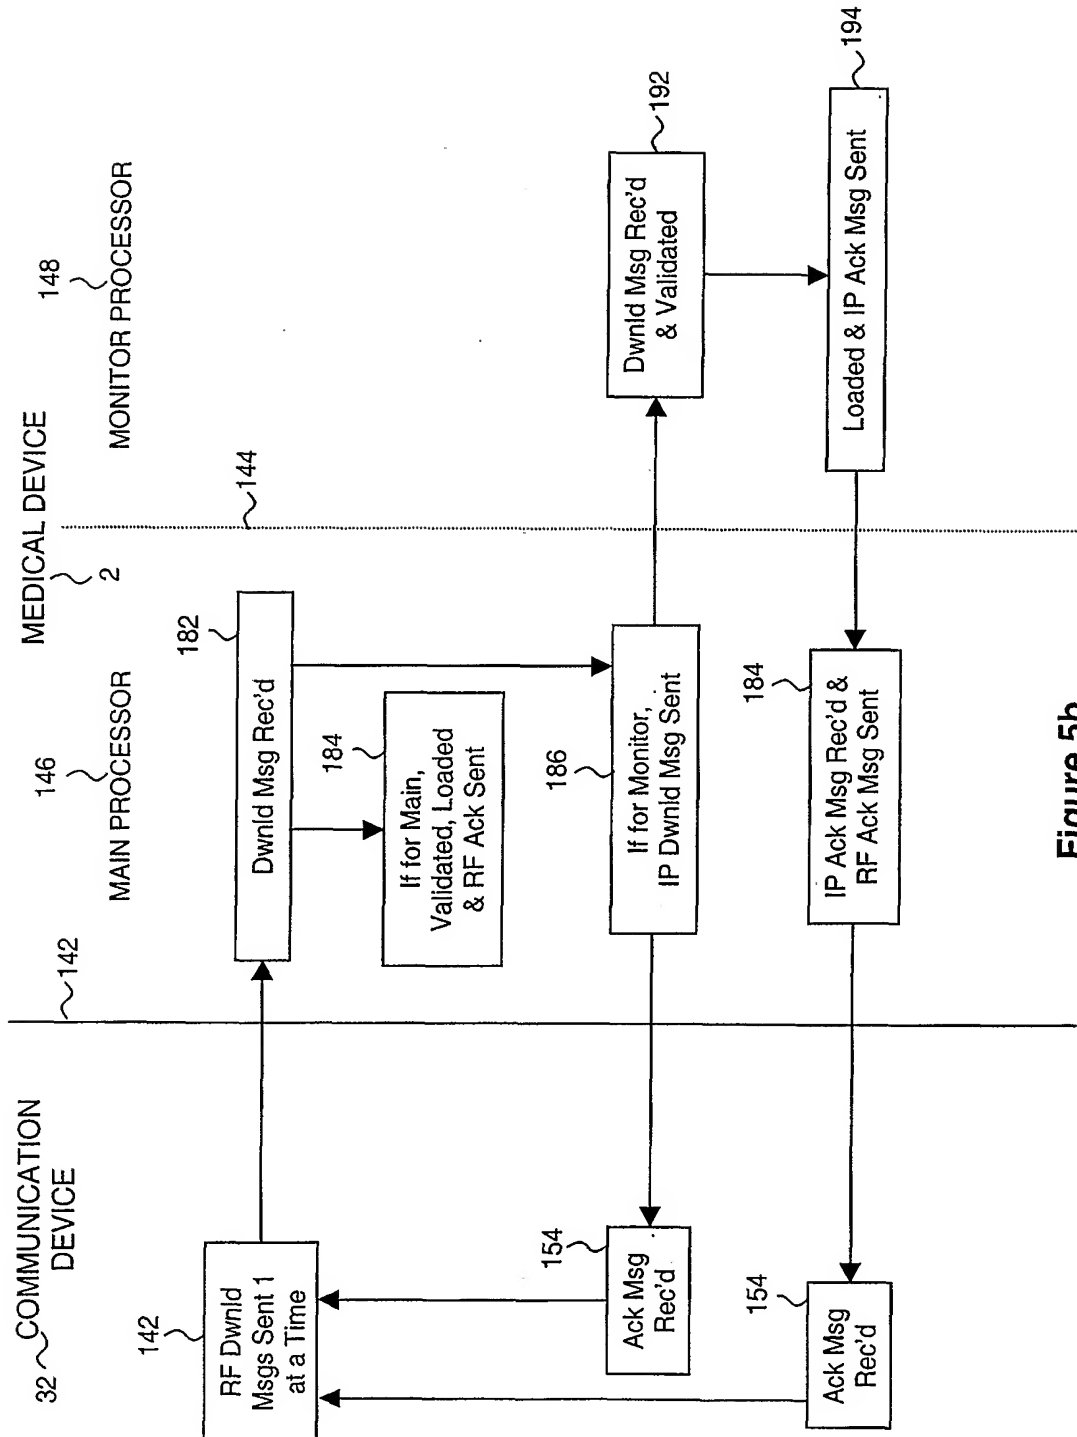 32
COMMUNICATION
DEVICE
142
MEDICAL DEVICE
2
MAIN PROCESSOR
146
MONITOR PROCESSOR
148
144
142
RF Dwnld
Msgs Sent 1
at a Time
182
Dwnld Msg Rec'd
184
If for Main,
Validated, Loaded
& RF Ack Sent
154
Ack Msg
Rec'd
186
If for Monitor,
IP Dwnld Msg Sent
192
Dwnld Msg Rec'd
& Validated
154
Ack Msg
Rec'd
184
IP Ack Msg Rec'd &
RF Ack Msg Sent
194
Loaded & IP Ack Msg Sent
Figure 5b